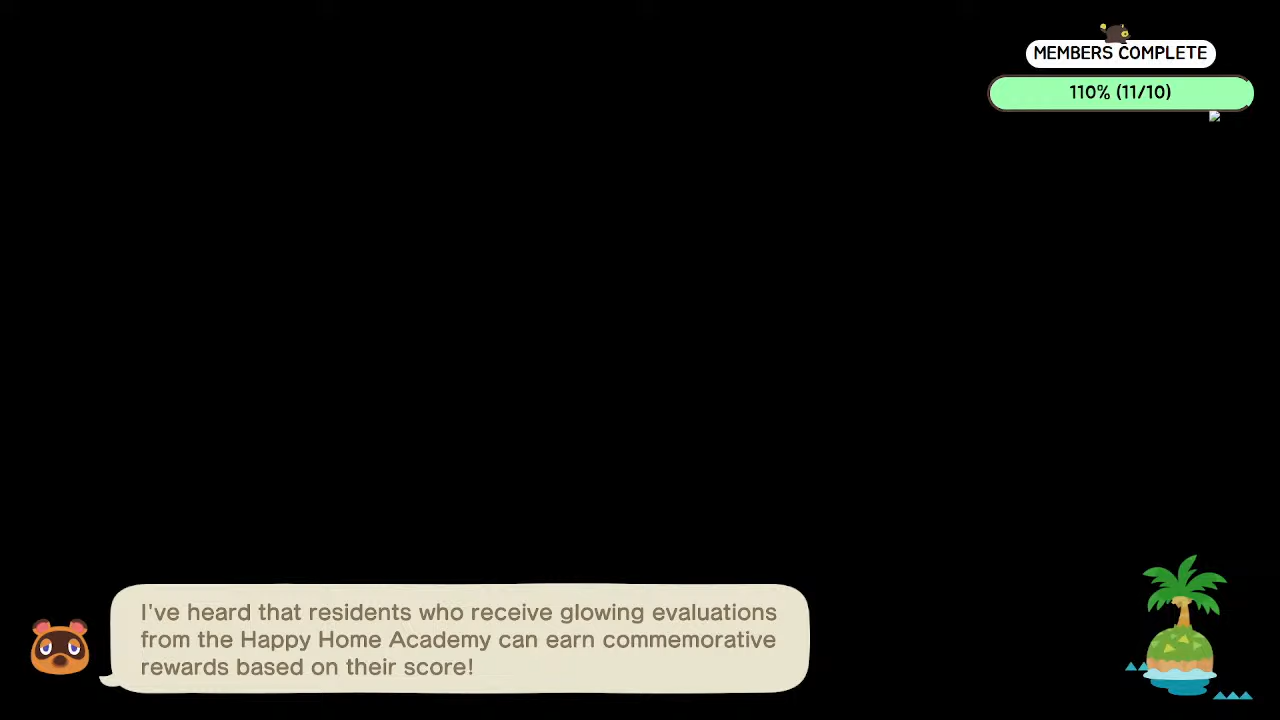 MEMBERS COMPLETE
110% (11/10)
I've heard that residents who receive glowing evaluations
from the Happy Home Academy can earn commemorative
rewards based on their score!